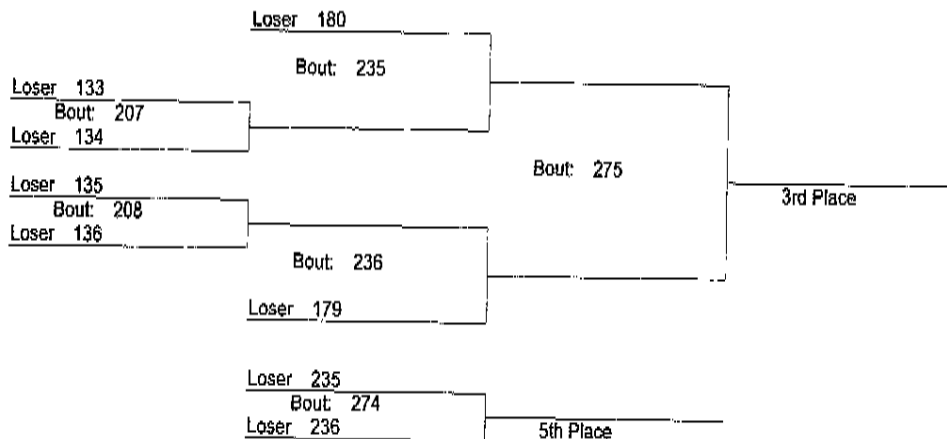 Loser 180
Bout: 235
Loser 133
Bout: 207
Loser 134
Loser 135
Bout: 208
Loser 136
Bout: 236
Loser 179
Bout: 275
3rd Place
Loser 235
Bout: 274
Loser 236
5th Place